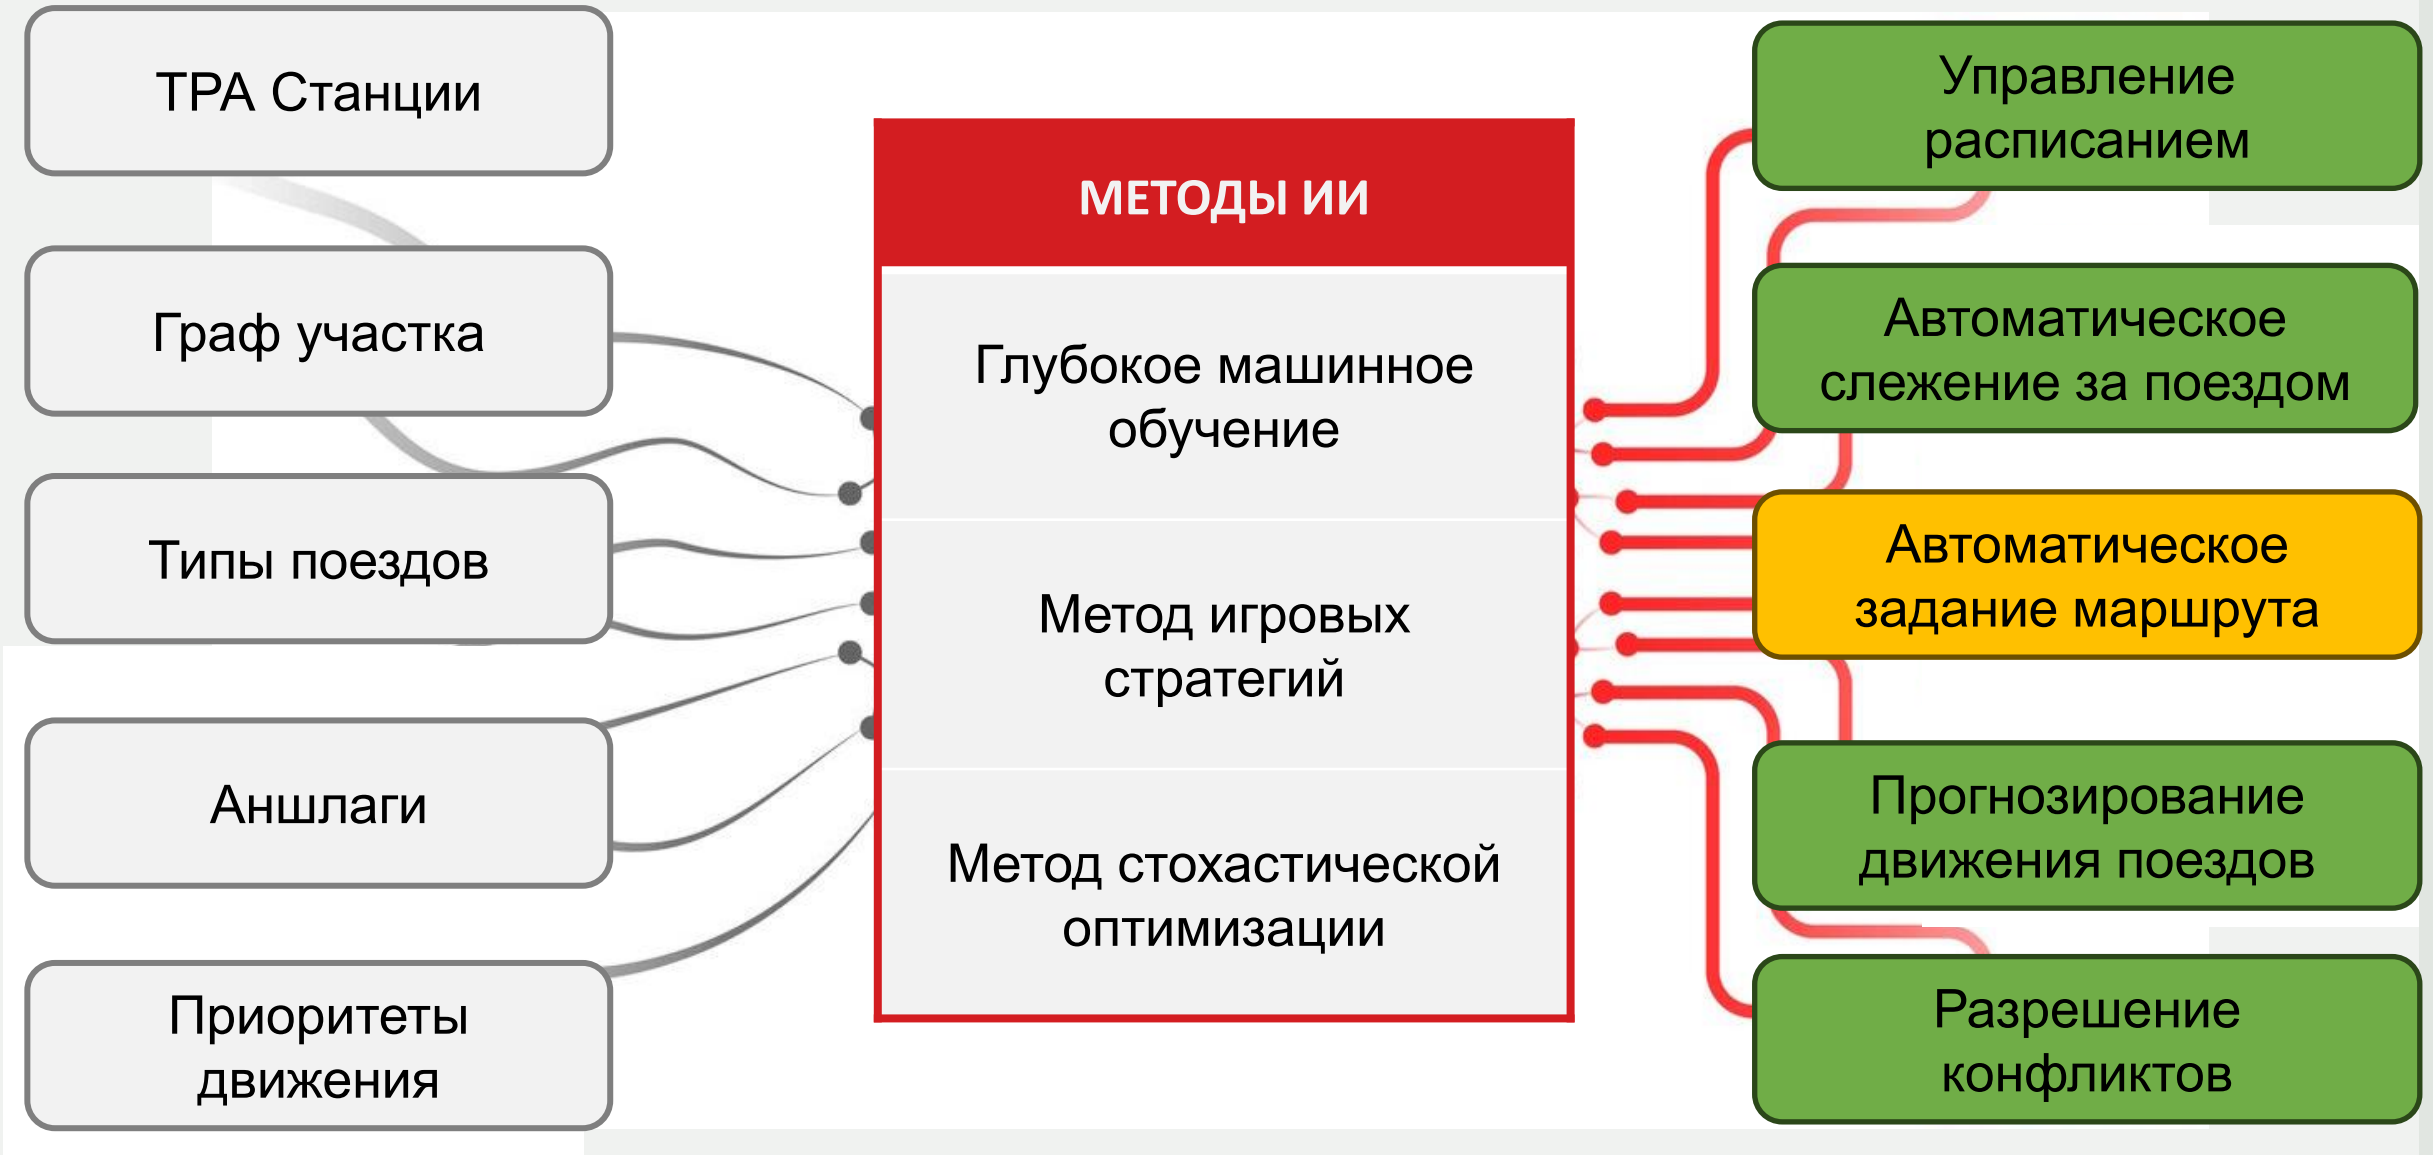 ТРА Станции
Граф участка
Типы поездов
Аншлаги
Приоритеты
движения
МЕТОДЫ ИИ
Глубокое машинное
обучение
Метод игровых
стратегий
Метод стохастической
оптимизации
Управление
расписанием
Автоматическое
слежение за поездом
Автоматическое
задание маршрута
Прогнозирование
движения поездов
Разрешение
конфликтов